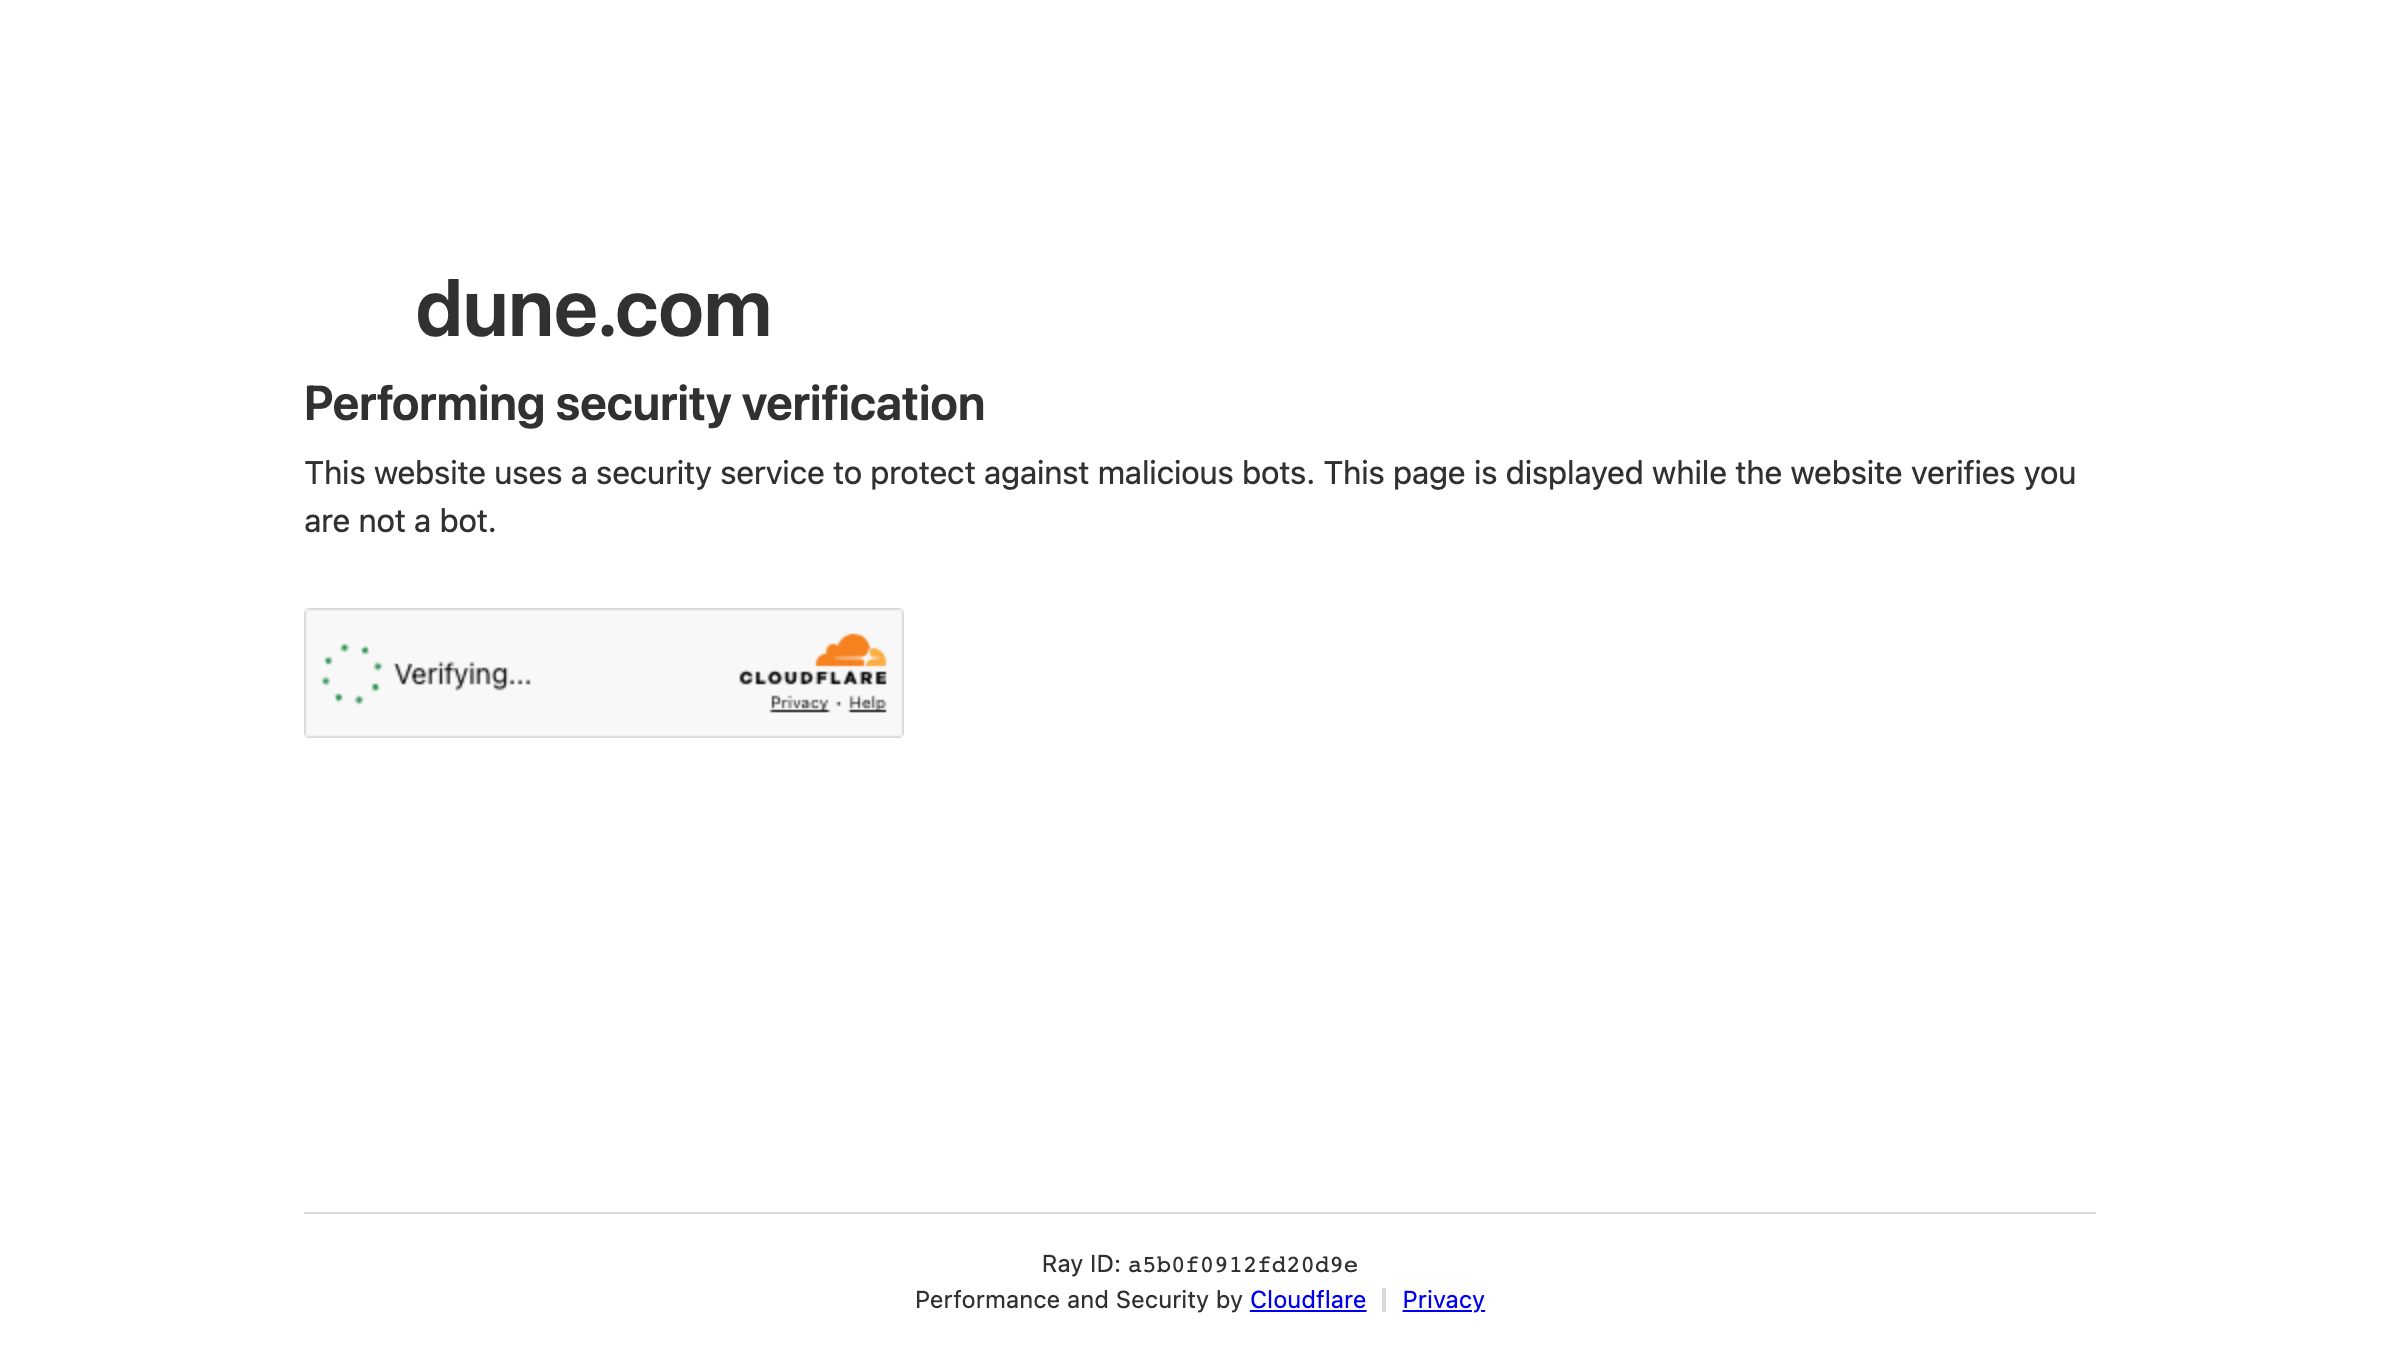 dune.com
Performing security verification
This website uses a security service to protect against malicious bots. This page is displayed while the website verifies you
are not a bot.
Verifying...
CLOUDFLARE
Privacy • Help
Ray ID: a5b0f0912fd20d9e
Performance and Security by Cloudflare | Privacy